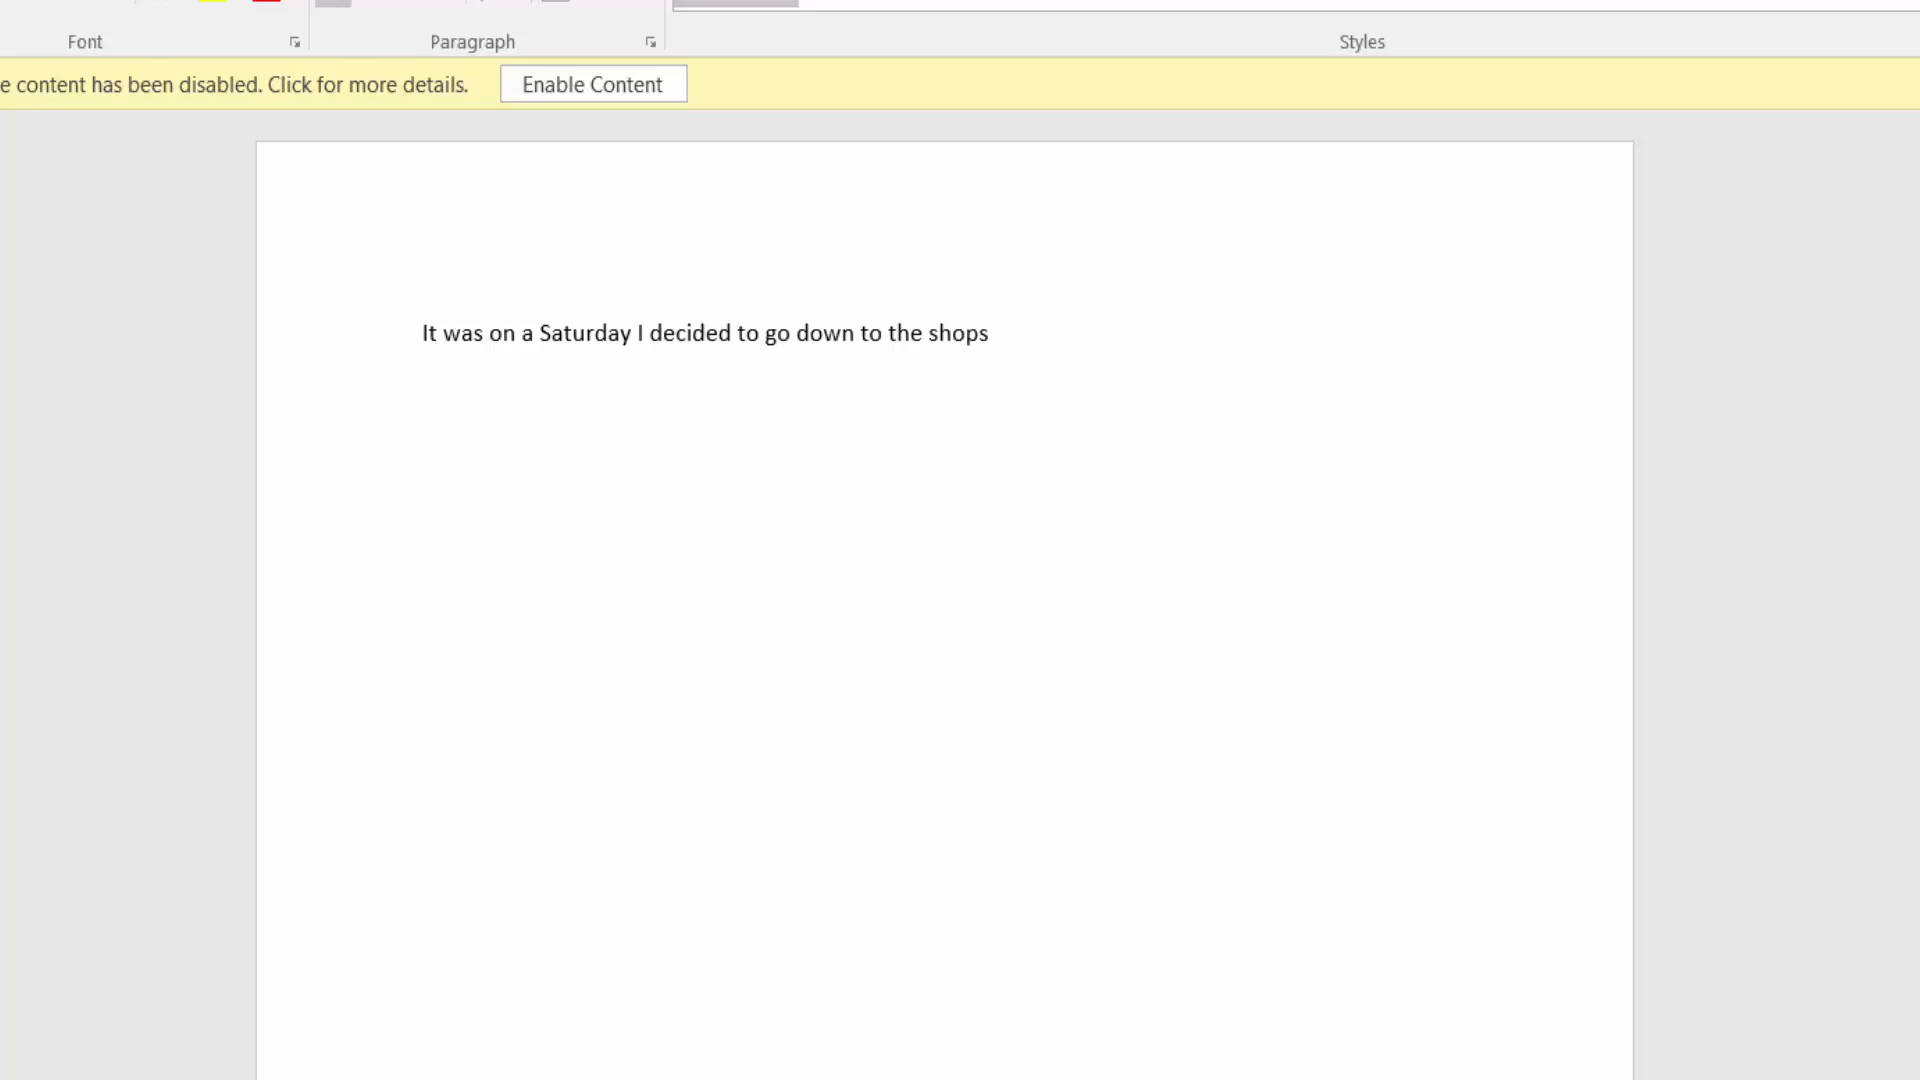 Font Paragraph Styles
e content has been disabled. Click for more details. Enable Content
It was on a Saturday I decided to go down to the shops